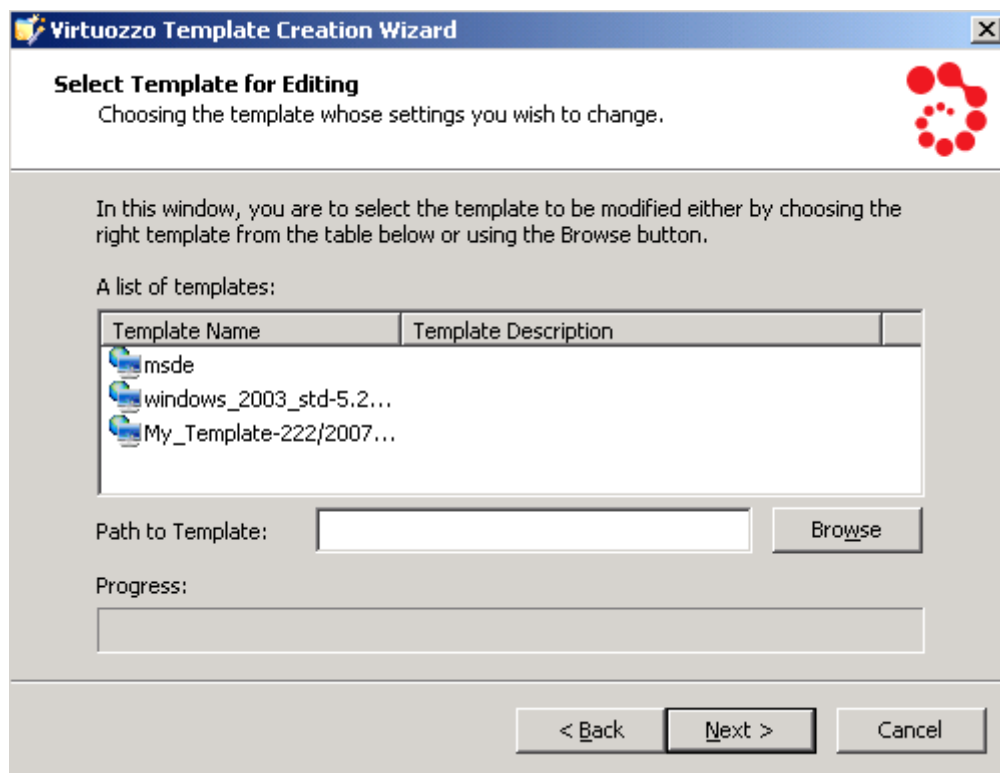 Virtuozzo Template Creation Wizard
Select Template for Editing
Choosing the template whose settings you wish to change.
In this window, you are to select the template to be modified either by choosing the
right template from the table below or using the Browse button.
A list of templates:
Template Name Template Description
msde
windows_2003_std-5.2...
My_Template-222/2007...
Path to Template: Browse
Progress:
< Back Next > Cancel